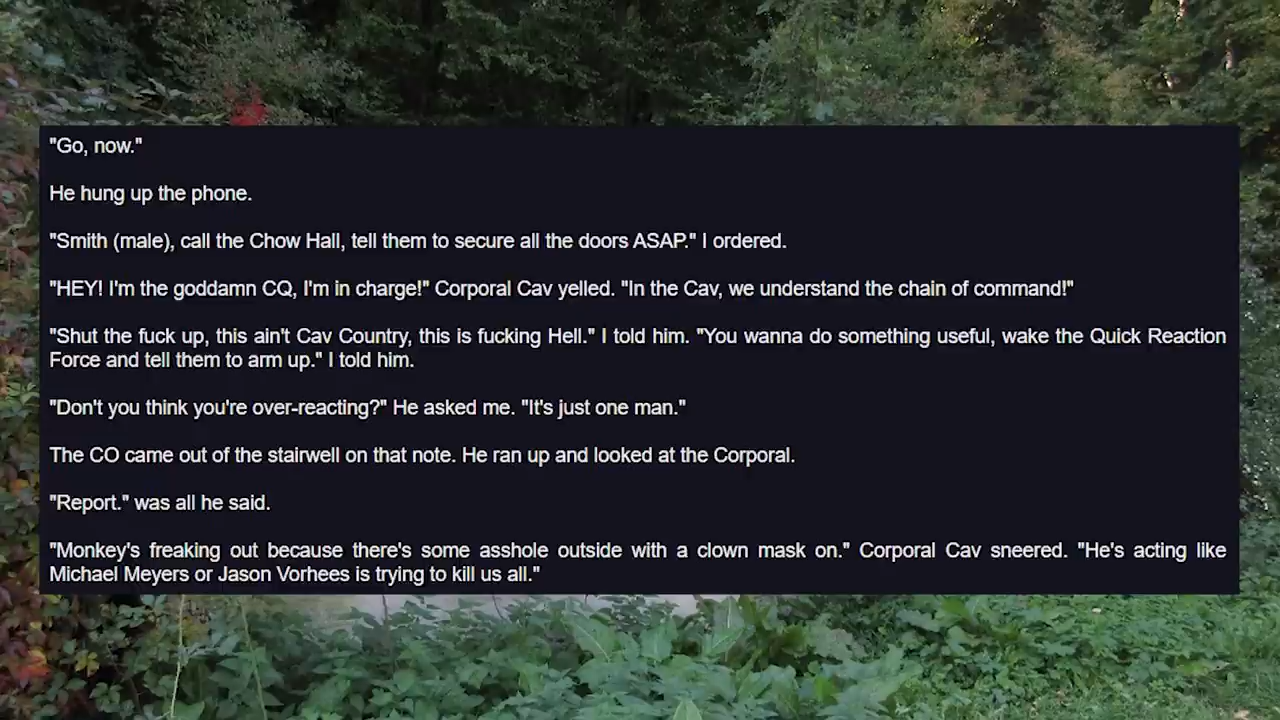 "Go, now."
He hung up the phone.
"Smith (male), call the Chow Hall, tell them to secure all the doors ASAP." I ordered.
"HEY! I'm the goddamn CQ, I'm in charge!" Corporal Cav yelled. "In the Cav, we understand the chain of command!"
"Shut the fuck up, this ain't Cav Country, this is fucking Hell." I told him. "You wanna do something useful, wake the Quick Reaction
Force and tell them to arm up." I told him.
"Don't you think you're over-reacting?" He asked me. "It's just one man."
The CO came out of the stairwell on that note. He ran up and looked at the Corporal.
"Report." was all he said.
"Monkey's freaking out because there's some asshole outside with a clown mask on." Corporal Cav sneered. "He's acting like
Michael Meyers or Jason Vorhees is trying to kill us all."